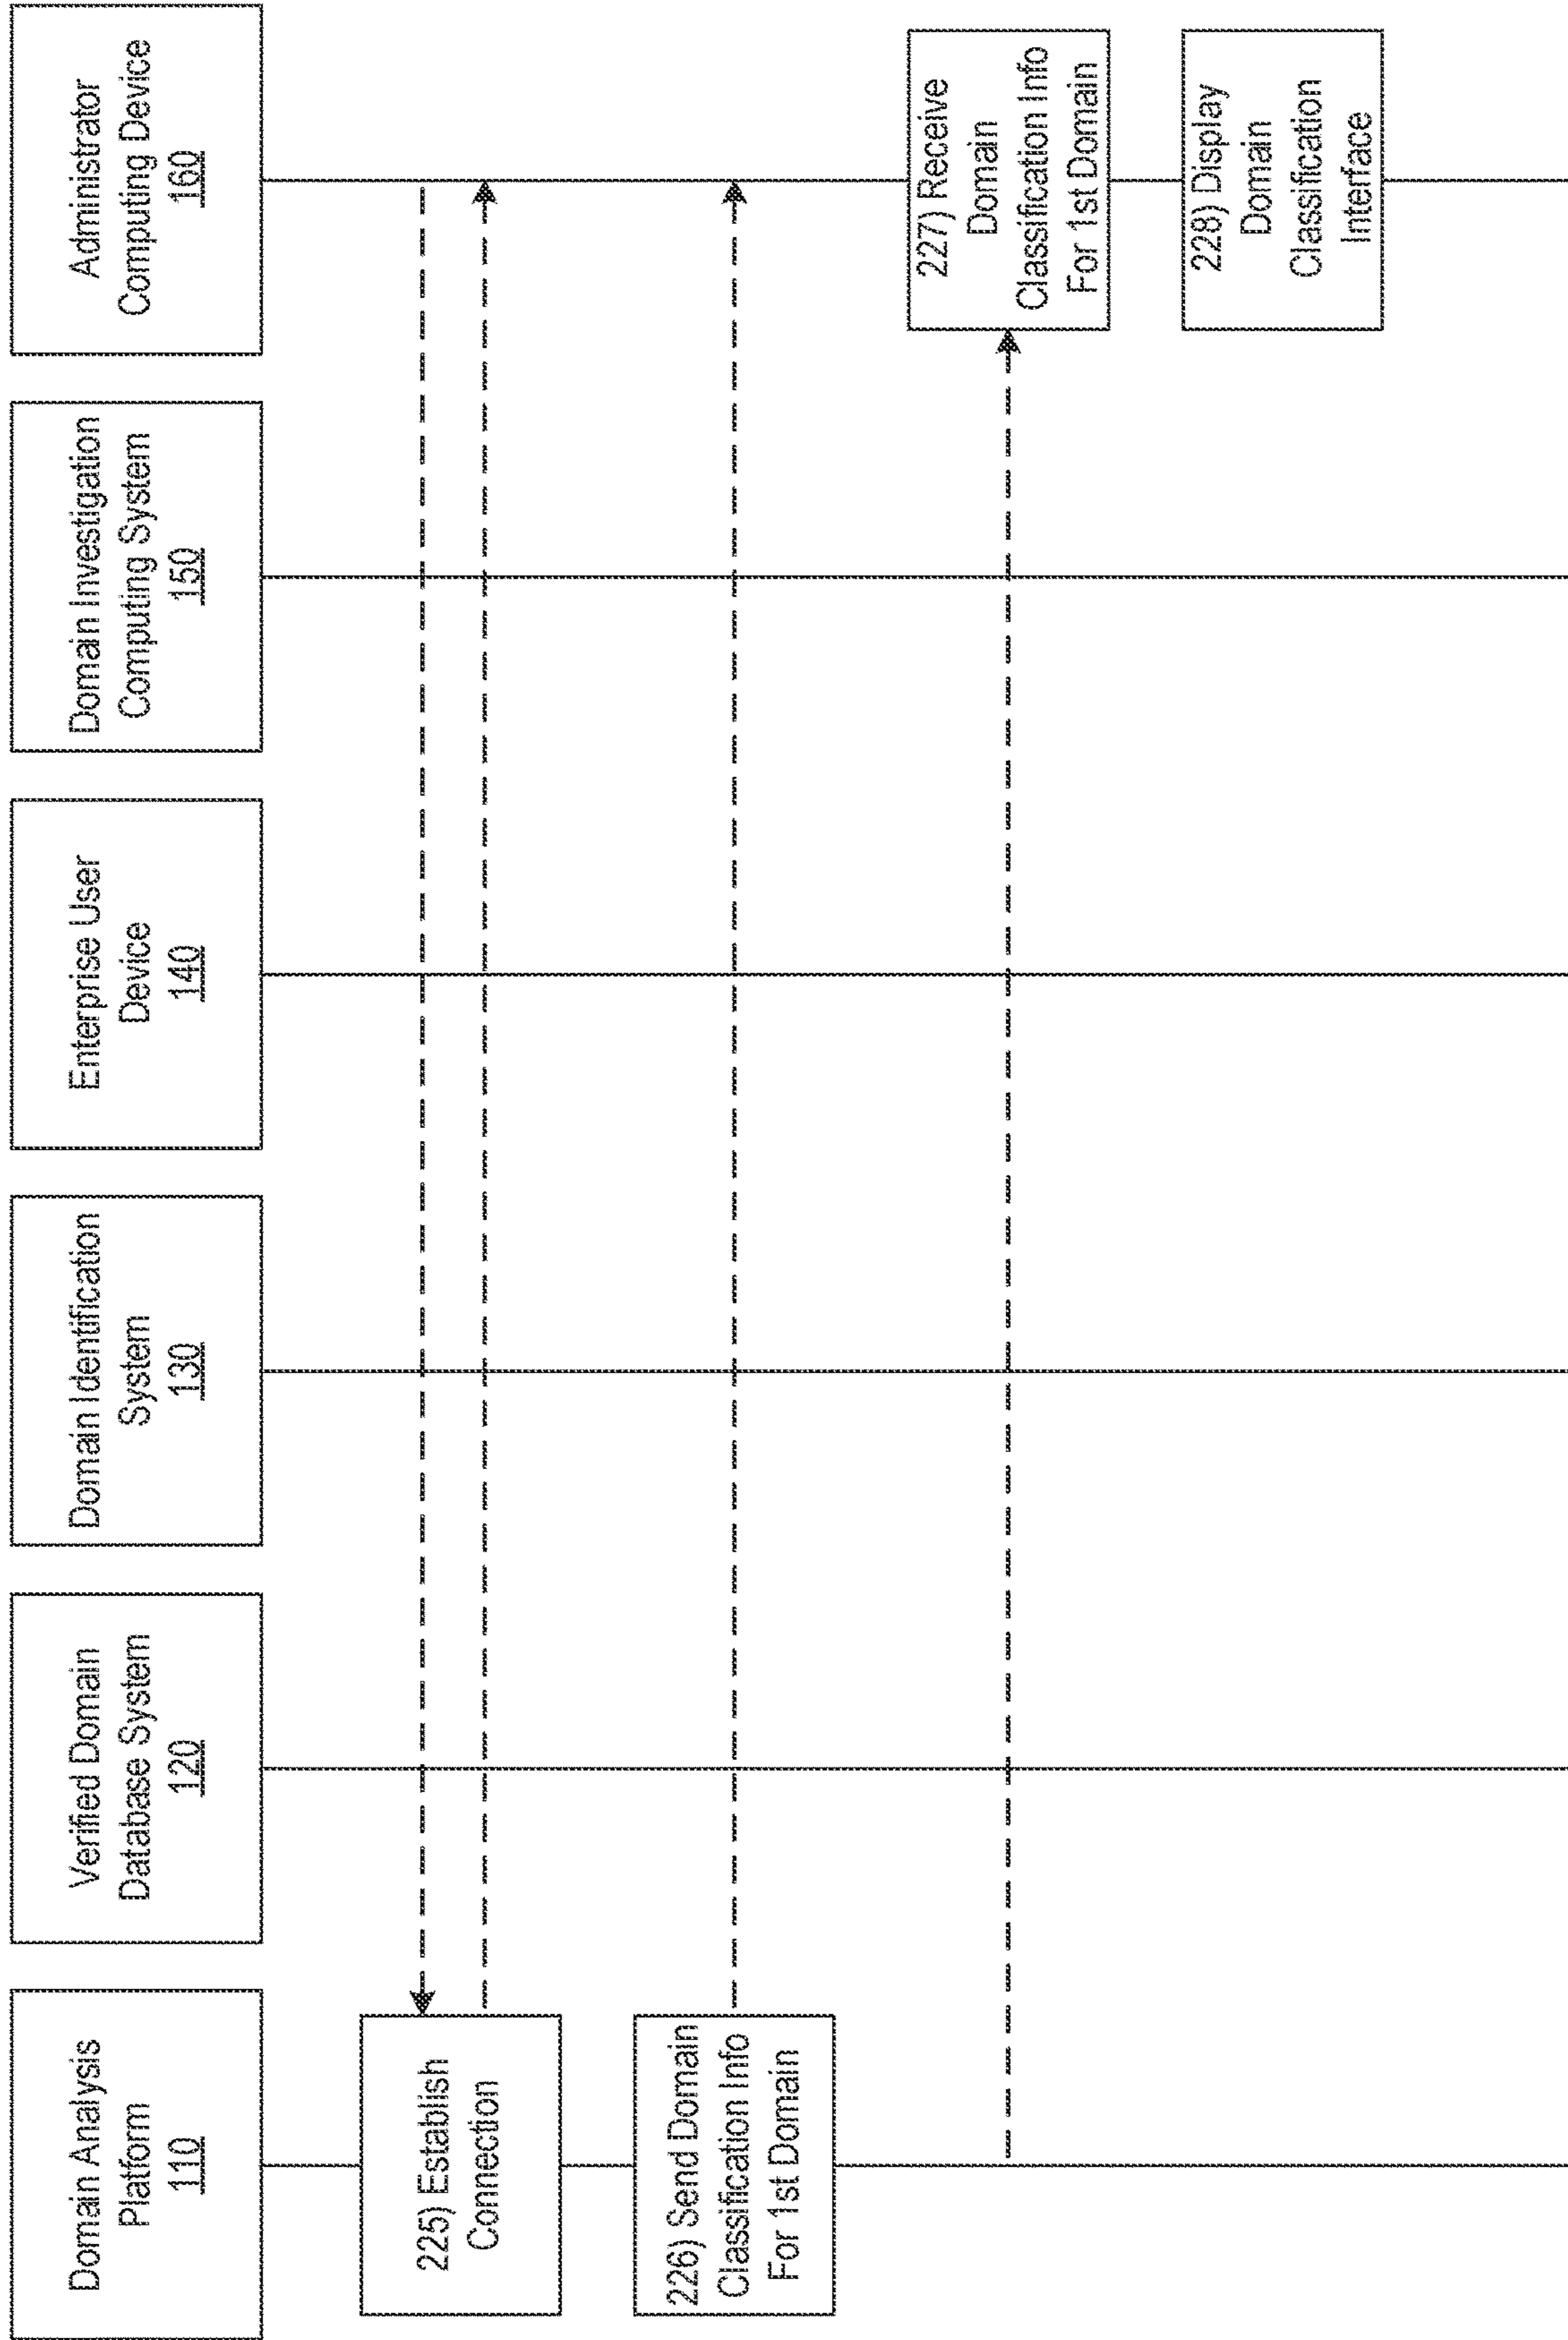 Domain Analysis
Platform
110
Verified Domain
Database System
120
Domain Identification
System
130
Enterprise User
Device
140
Domain Investigation
Computing System
150
Administrator
Computing Device
160
225) Establish
Connection
226) Send Domain
Classification Info
For 1st Domain
227) Receive
Domain
Classification Info
For 1st Domain
228) Display
Domain
Classification
Interface